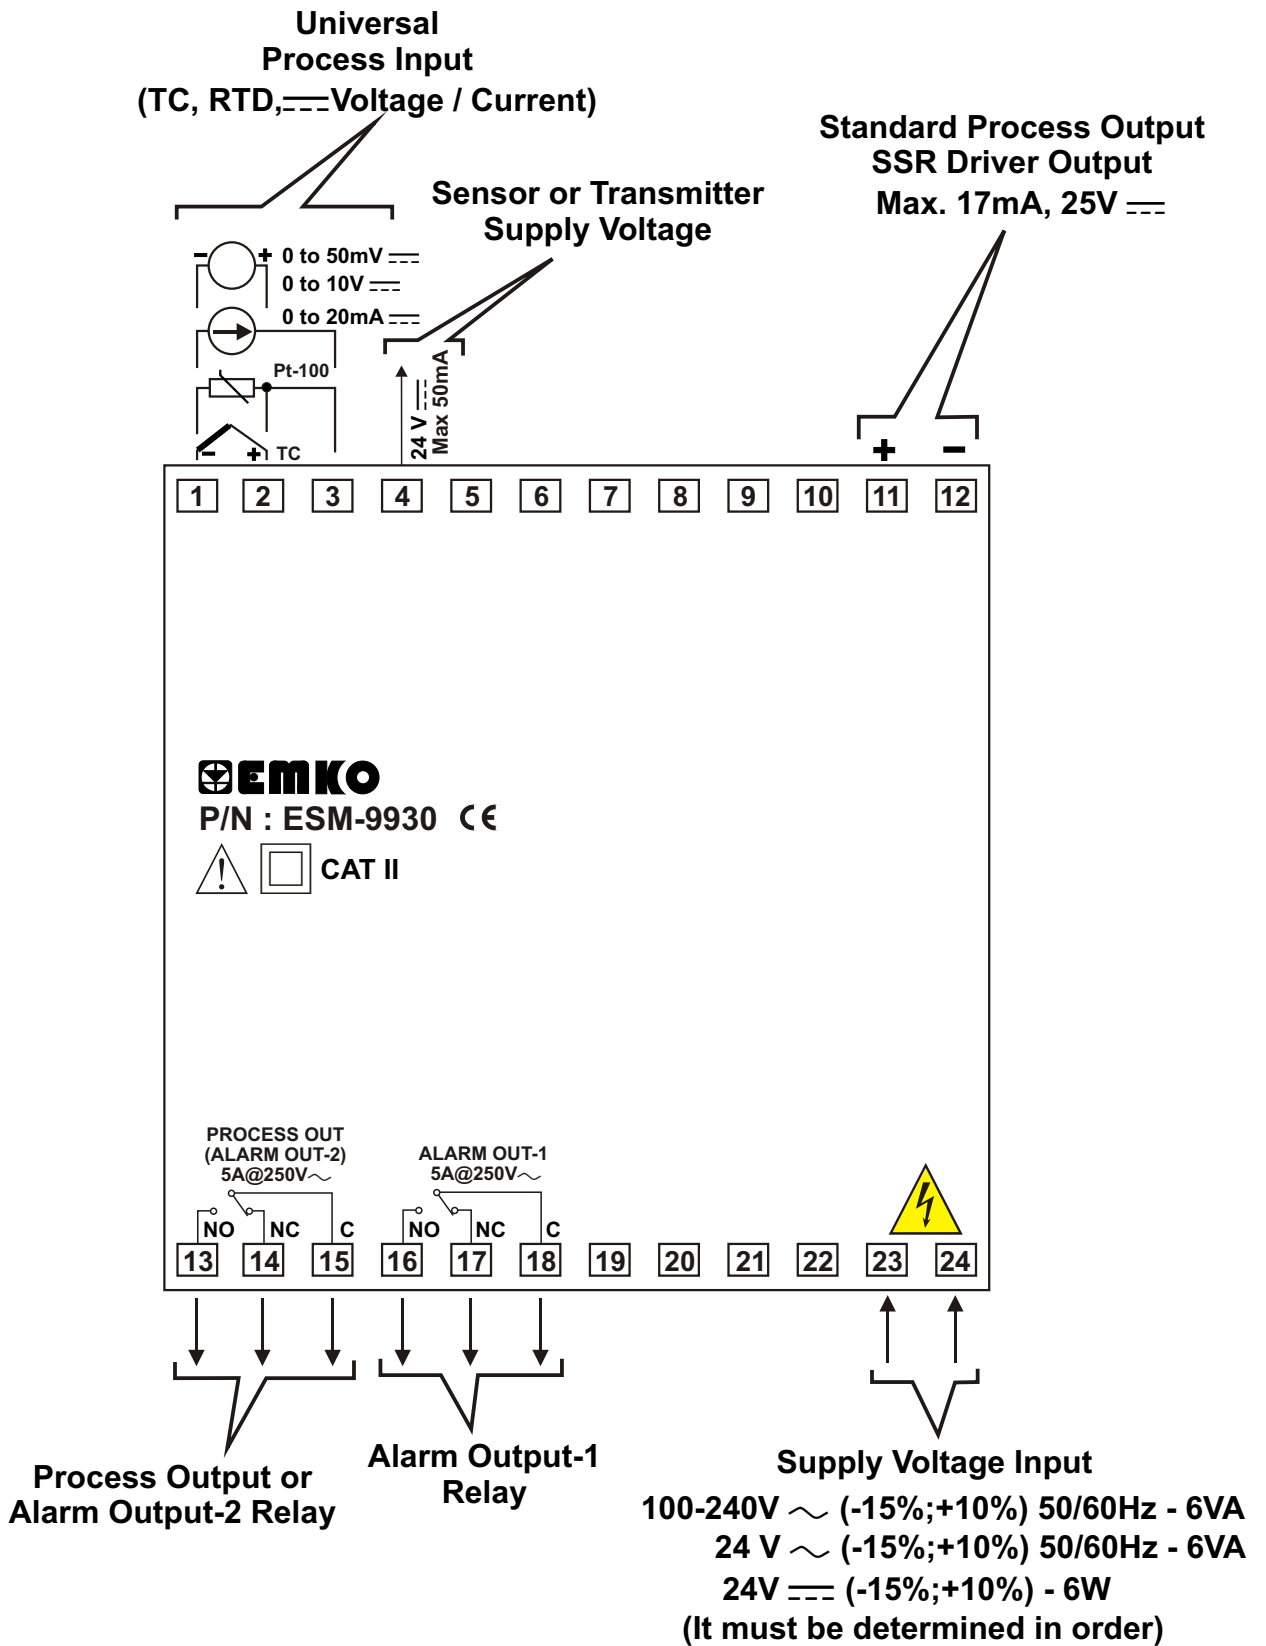 Universal
Process Input
(TC, RTD, Voltage / Current)
Standard Process Output
SSR Driver Output
Max. 17mA, 25V
Sensor or Transmitter
Supply Voltage
- + 0 to 50mV
0 to 10V
0 to 20mA
Pt-100
24 V
Max 50mA
- + TC
+ -
1 2 3 4 5 6 7 8 9 10 11 12
EMKO
P/N : ESM-9930 CE
! CAT II
PROCESS OUT
(ALARM OUT-2)
5A@250V~
ALARM OUT-1
5A@250V~
NO NC C NO NC C
13 14 15 16 17 18 19 20 21 22 23 24
Process Output or
Alarm Output-2 Relay
Alarm Output-1
Relay
Supply Voltage Input
100-240V ~ (-15%;+10%) 50/60Hz - 6VA
24 V ~ (-15%;+10%) 50/60Hz - 6VA
24V (-15%;+10%) - 6W
(It must be determined in order)